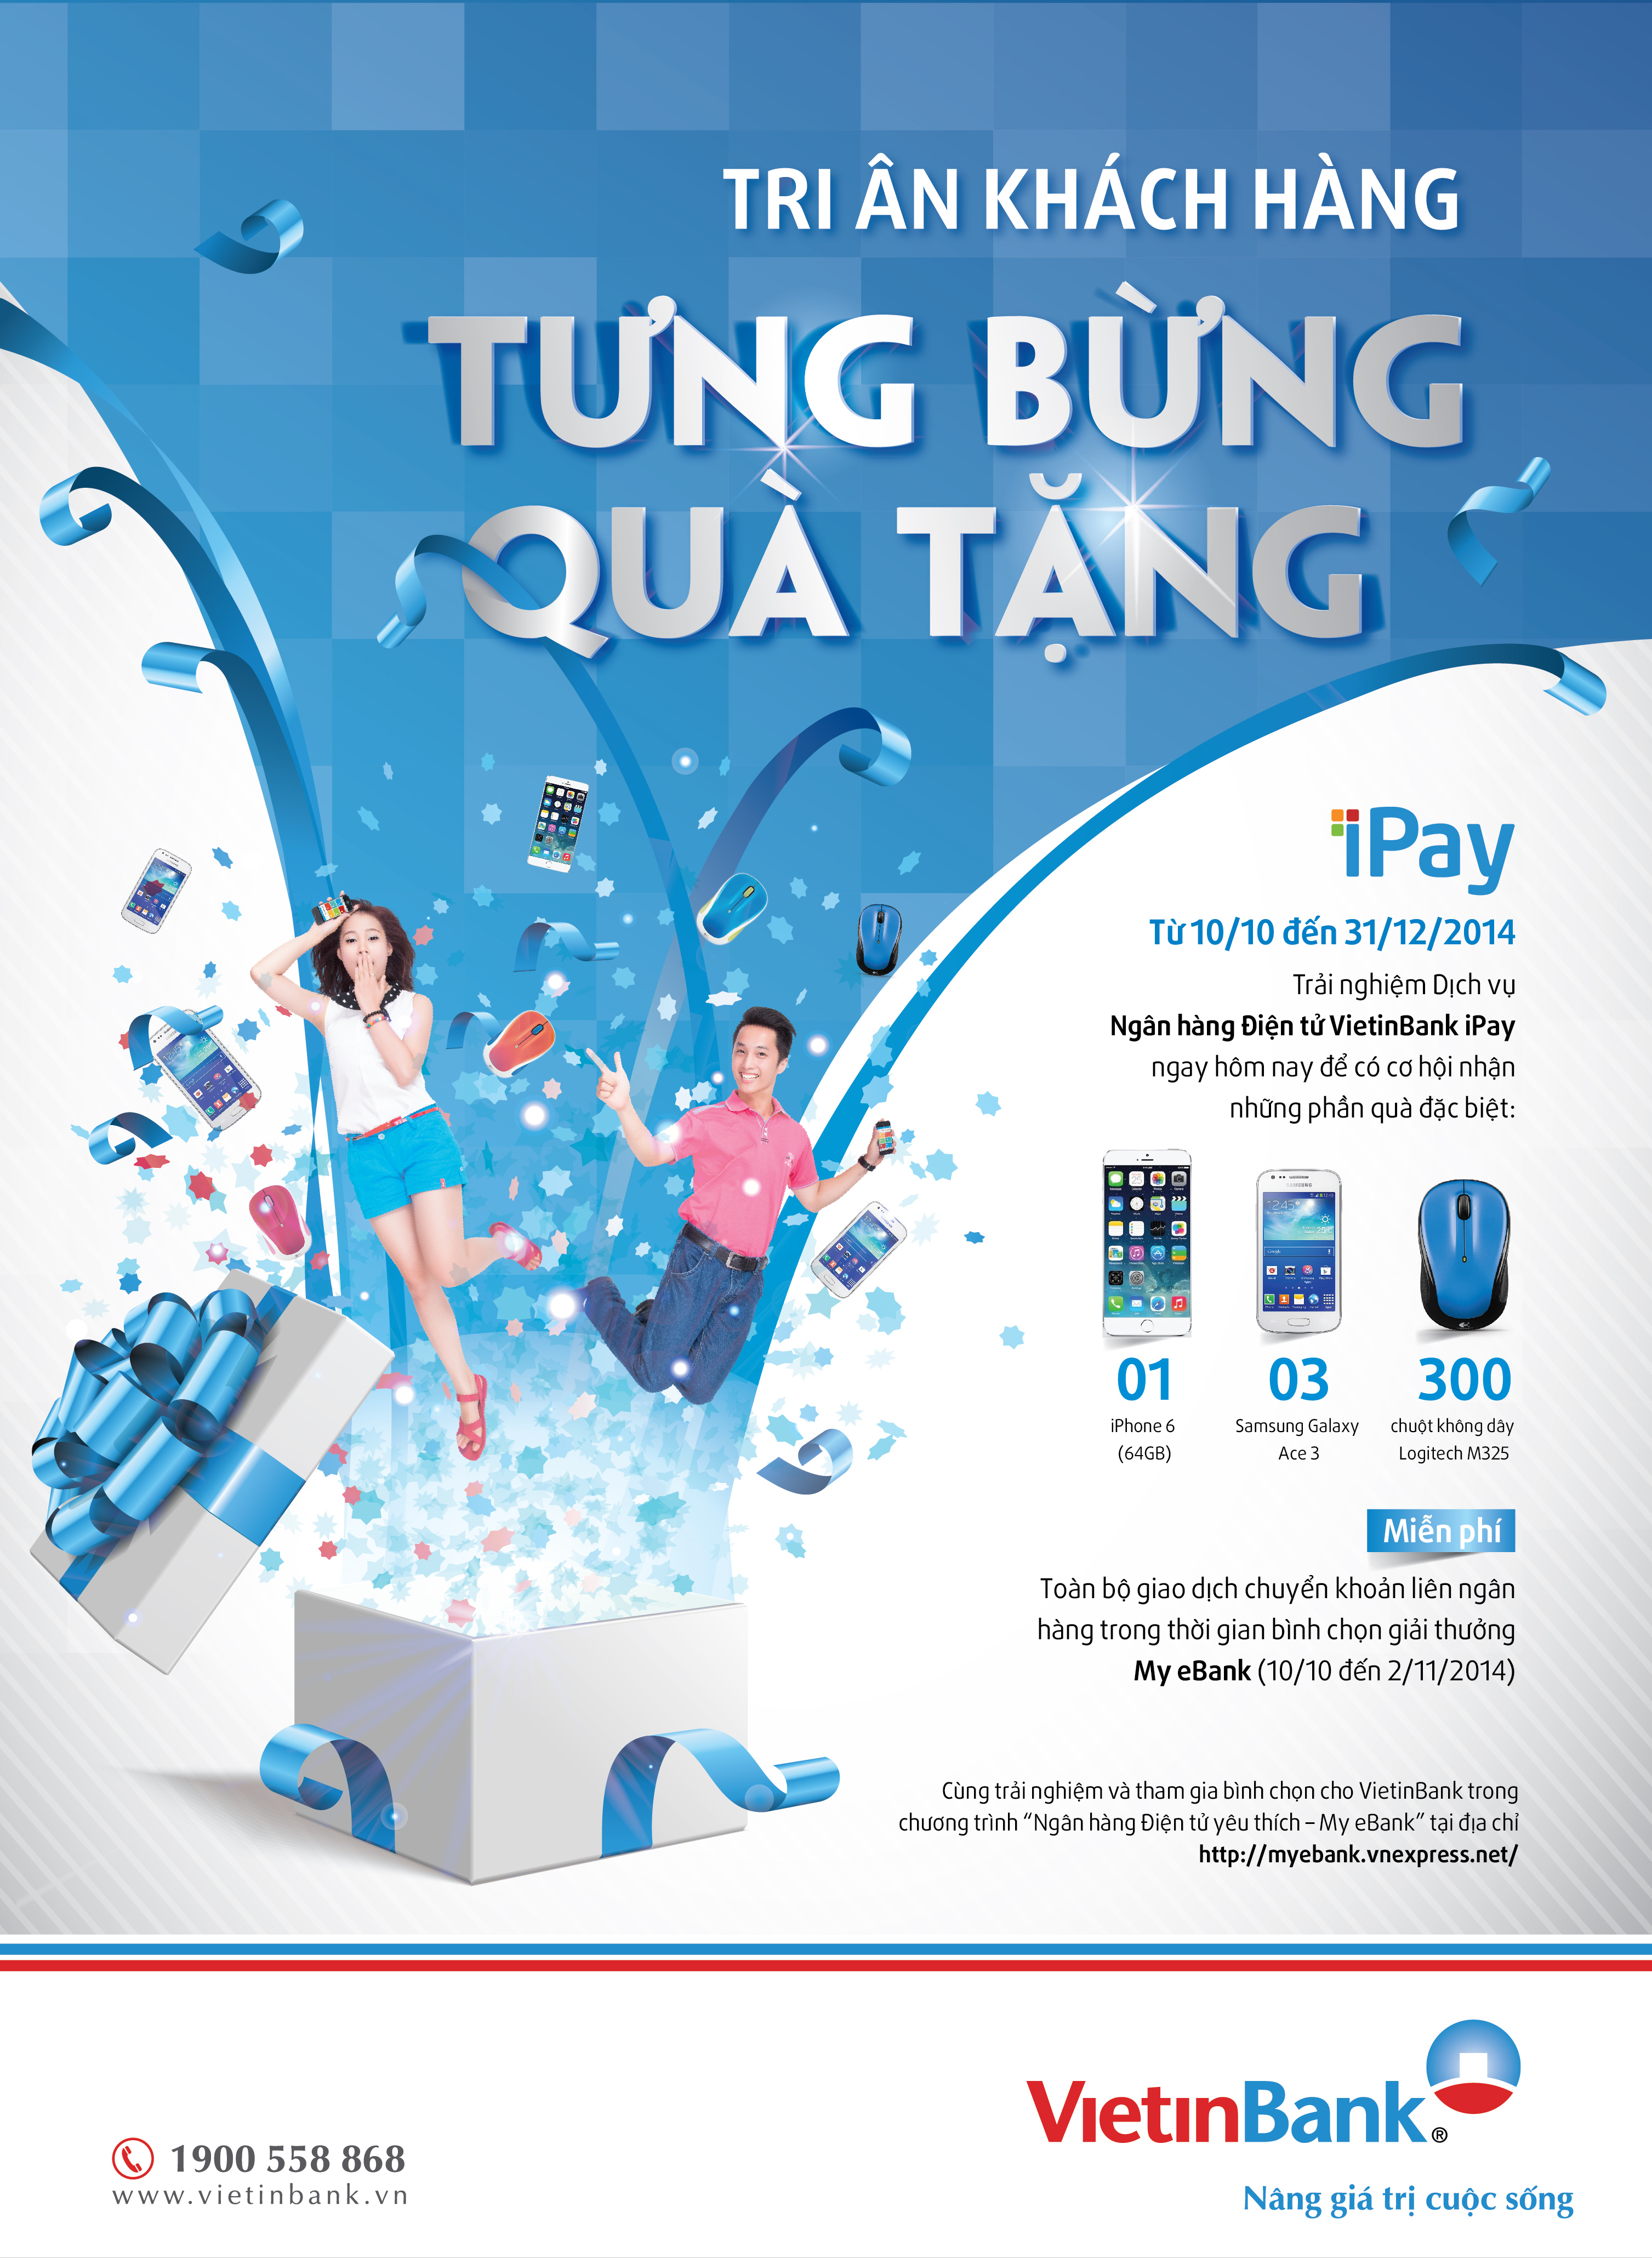 TRI ÂN KHÁCH HÀNG
TƯNG BỪNG
QUÀ TẶNG
iPay
Từ 10/10 đến 31/12/2014
Trải nghiệm Dịch vụ
Ngân hàng Điện tử VietinBank iPay
ngay hôm nay để có cơ hội nhận
những phần quà đặc biệt:
01
iPhone 6
(64GB)
03
Samsung Galaxy
Ace 3
300
chuột không dây
Logitech M325
Miễn phí
Toàn bộ giao dịch chuyển khoản liên ngân
hàng trong thời gian bình chọn giải thưởng
My eBank (10/10 đến 2/11/2014)
Cùng trải nghiệm và tham gia bình chọn cho VietinBank trong
chương trình “Ngân hàng Điện tử yêu thích – My eBank” tại địa chỉ
http://myebank.vnexpress.net/
VietinBank®
Nâng giá trị cuộc sống
1900 558 868
www.vietinbank.vn